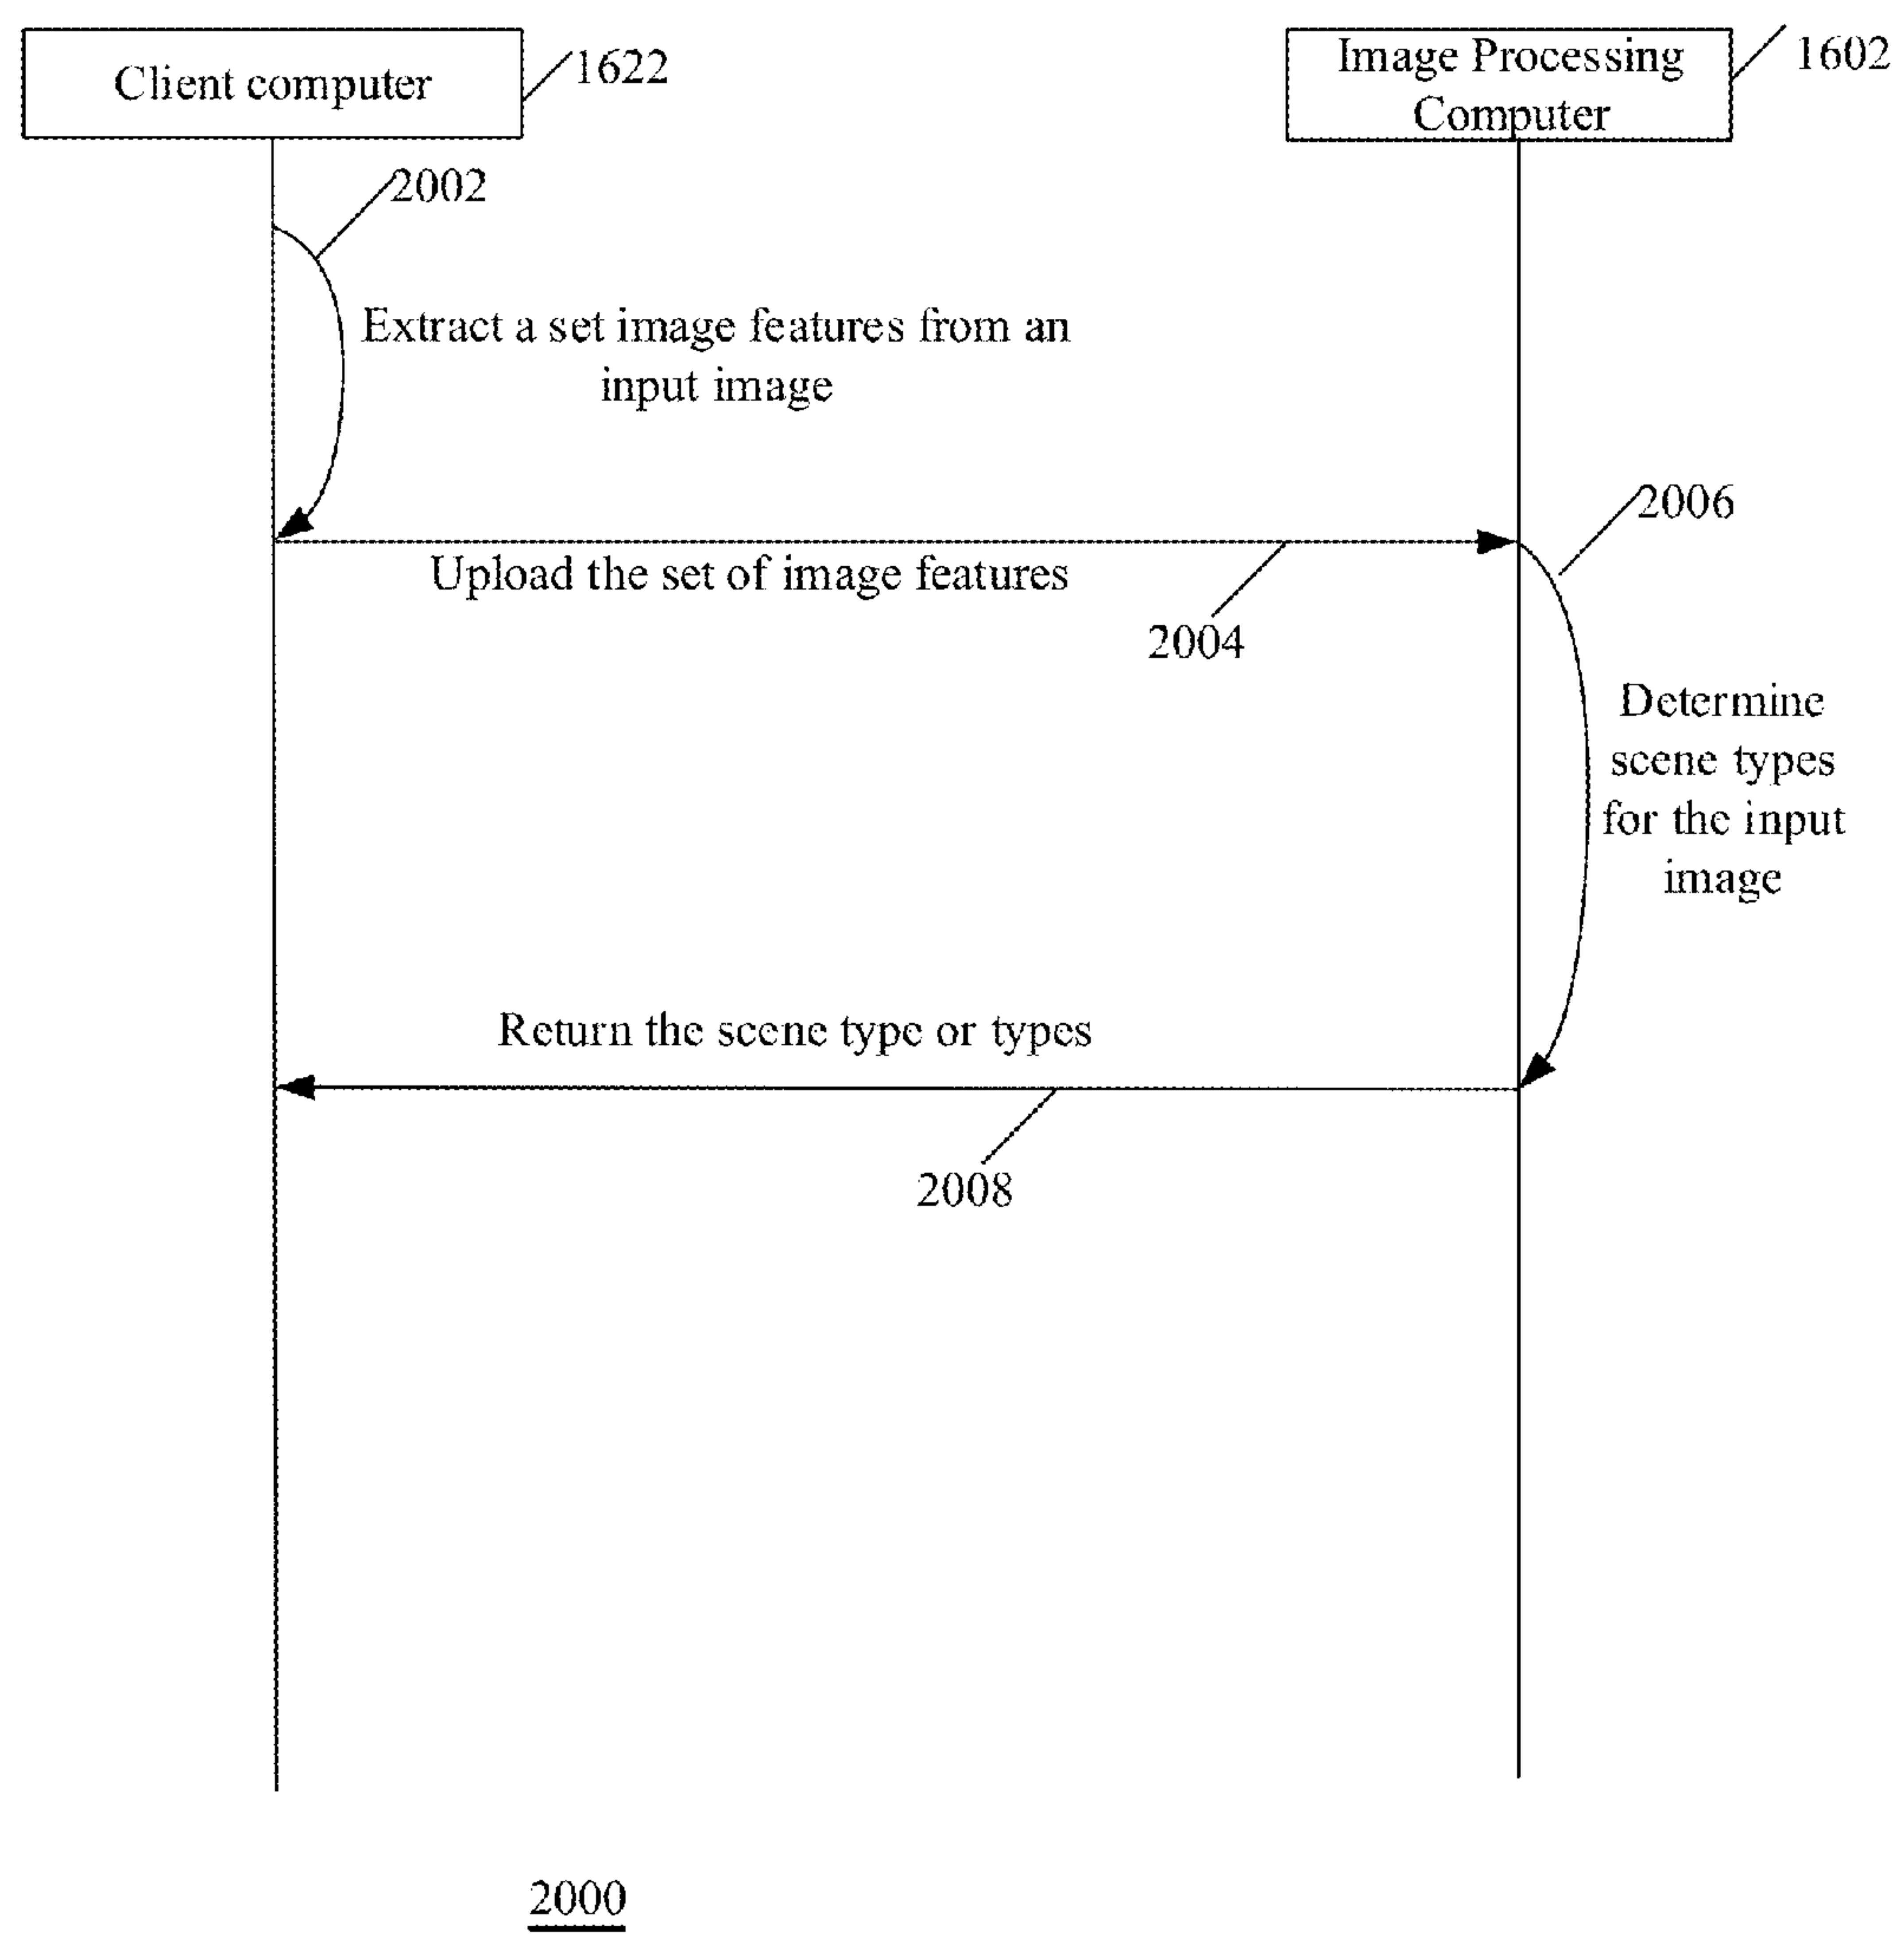 Client computer
1622
Image Processing
Computer
1602
2002
Extract a set image features from an
input image
2006
Upload the set of image features
2004
Determine
scene types
for the input
image
Return the scene type or types
2008
2000